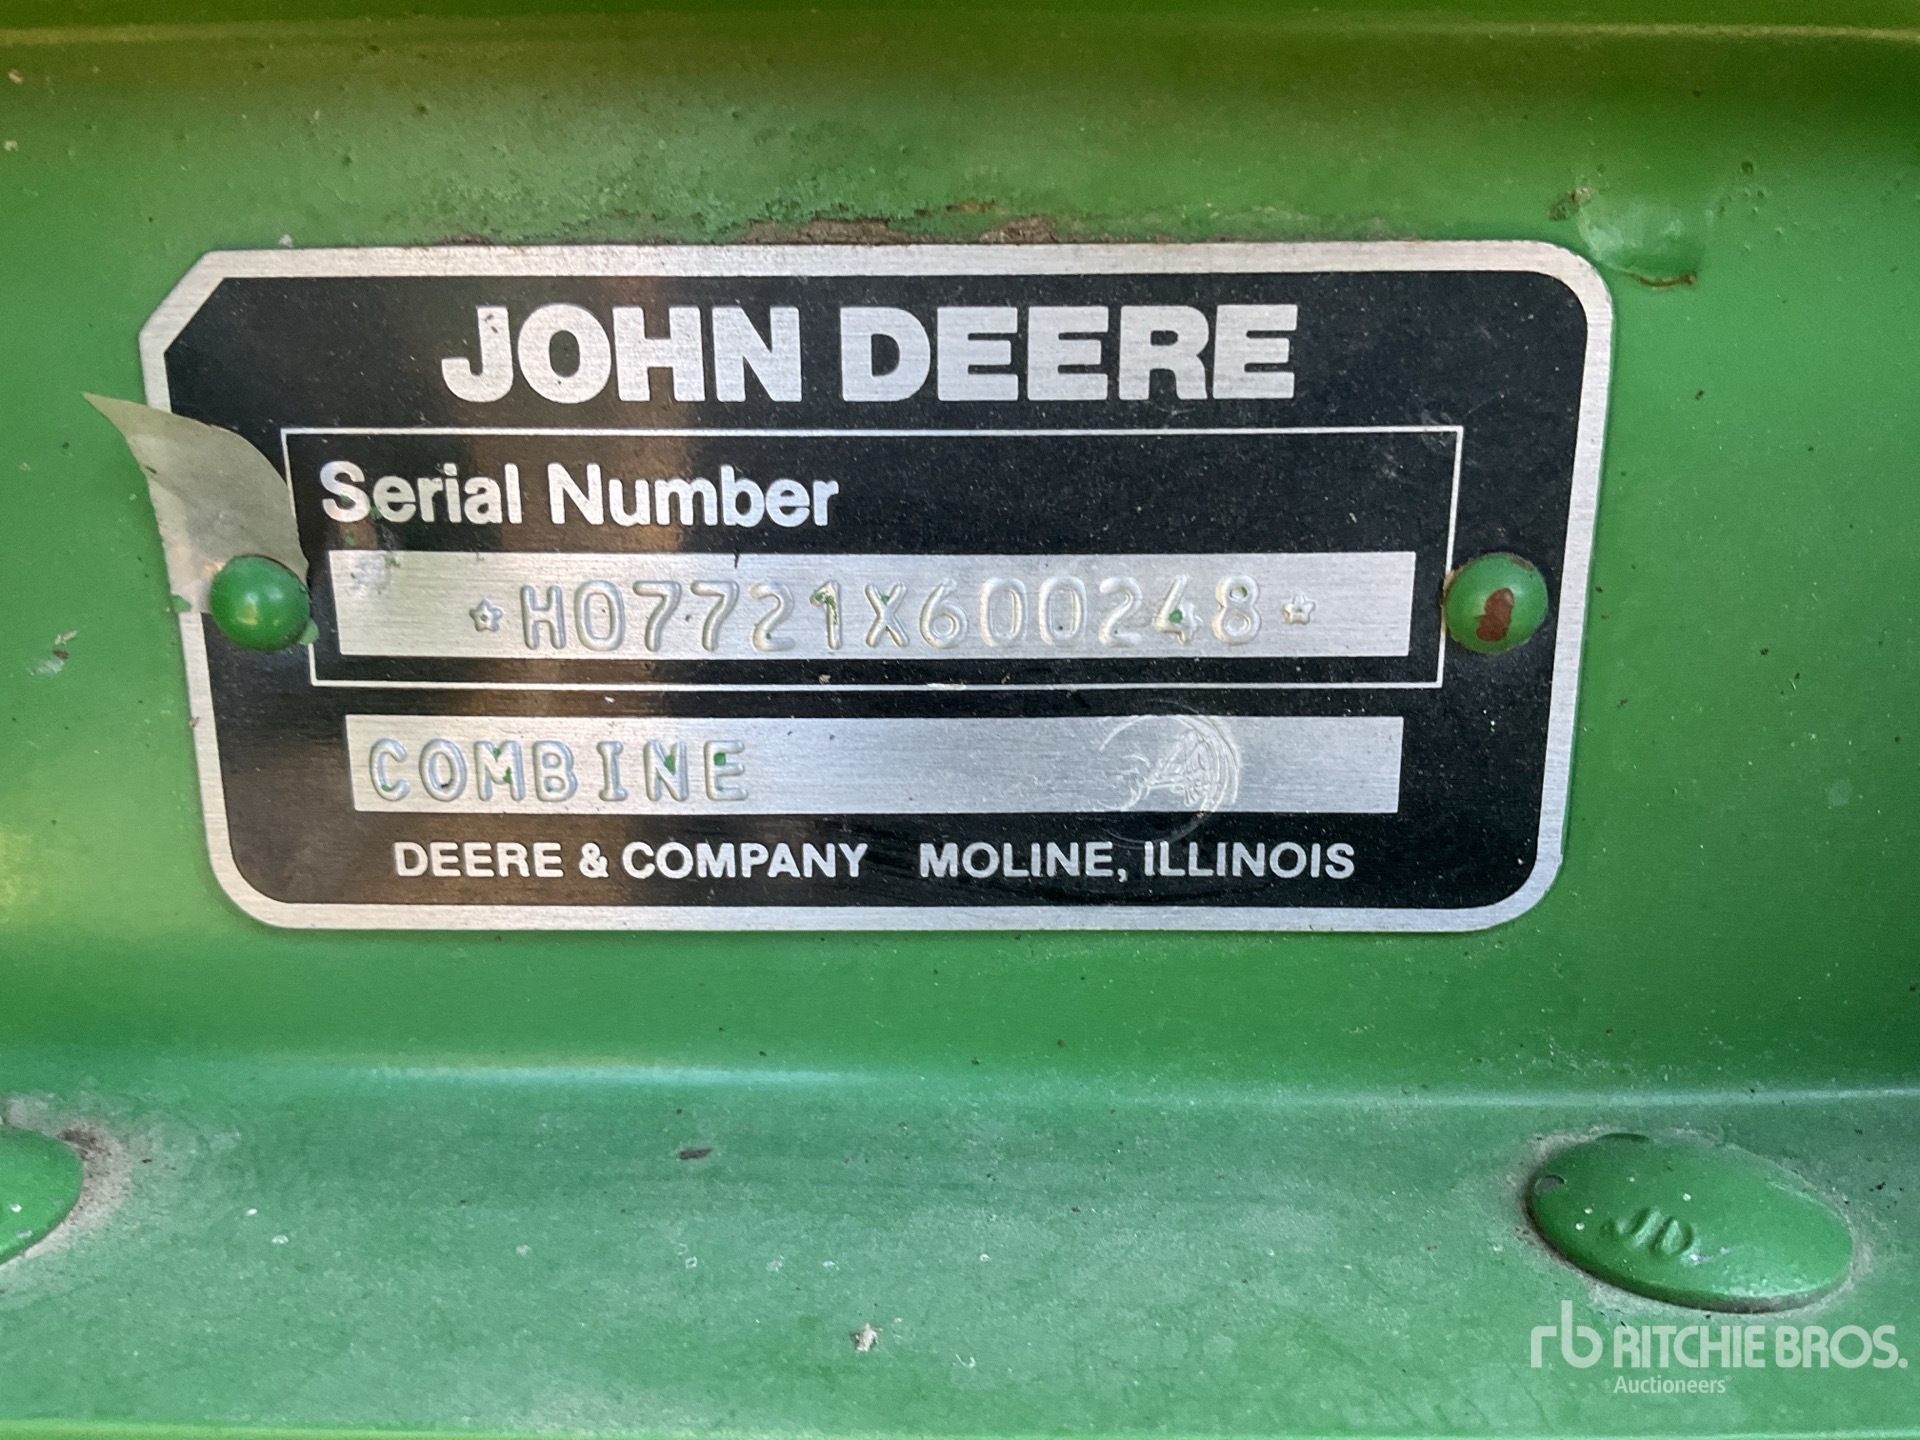 JOHN DEERE
Serial Number
*H07721X600248*
COMBINE
DEERE & COMPANY MOLINE, ILLINOIS
JD
rb RITCHIE BROS.
Auctioneers